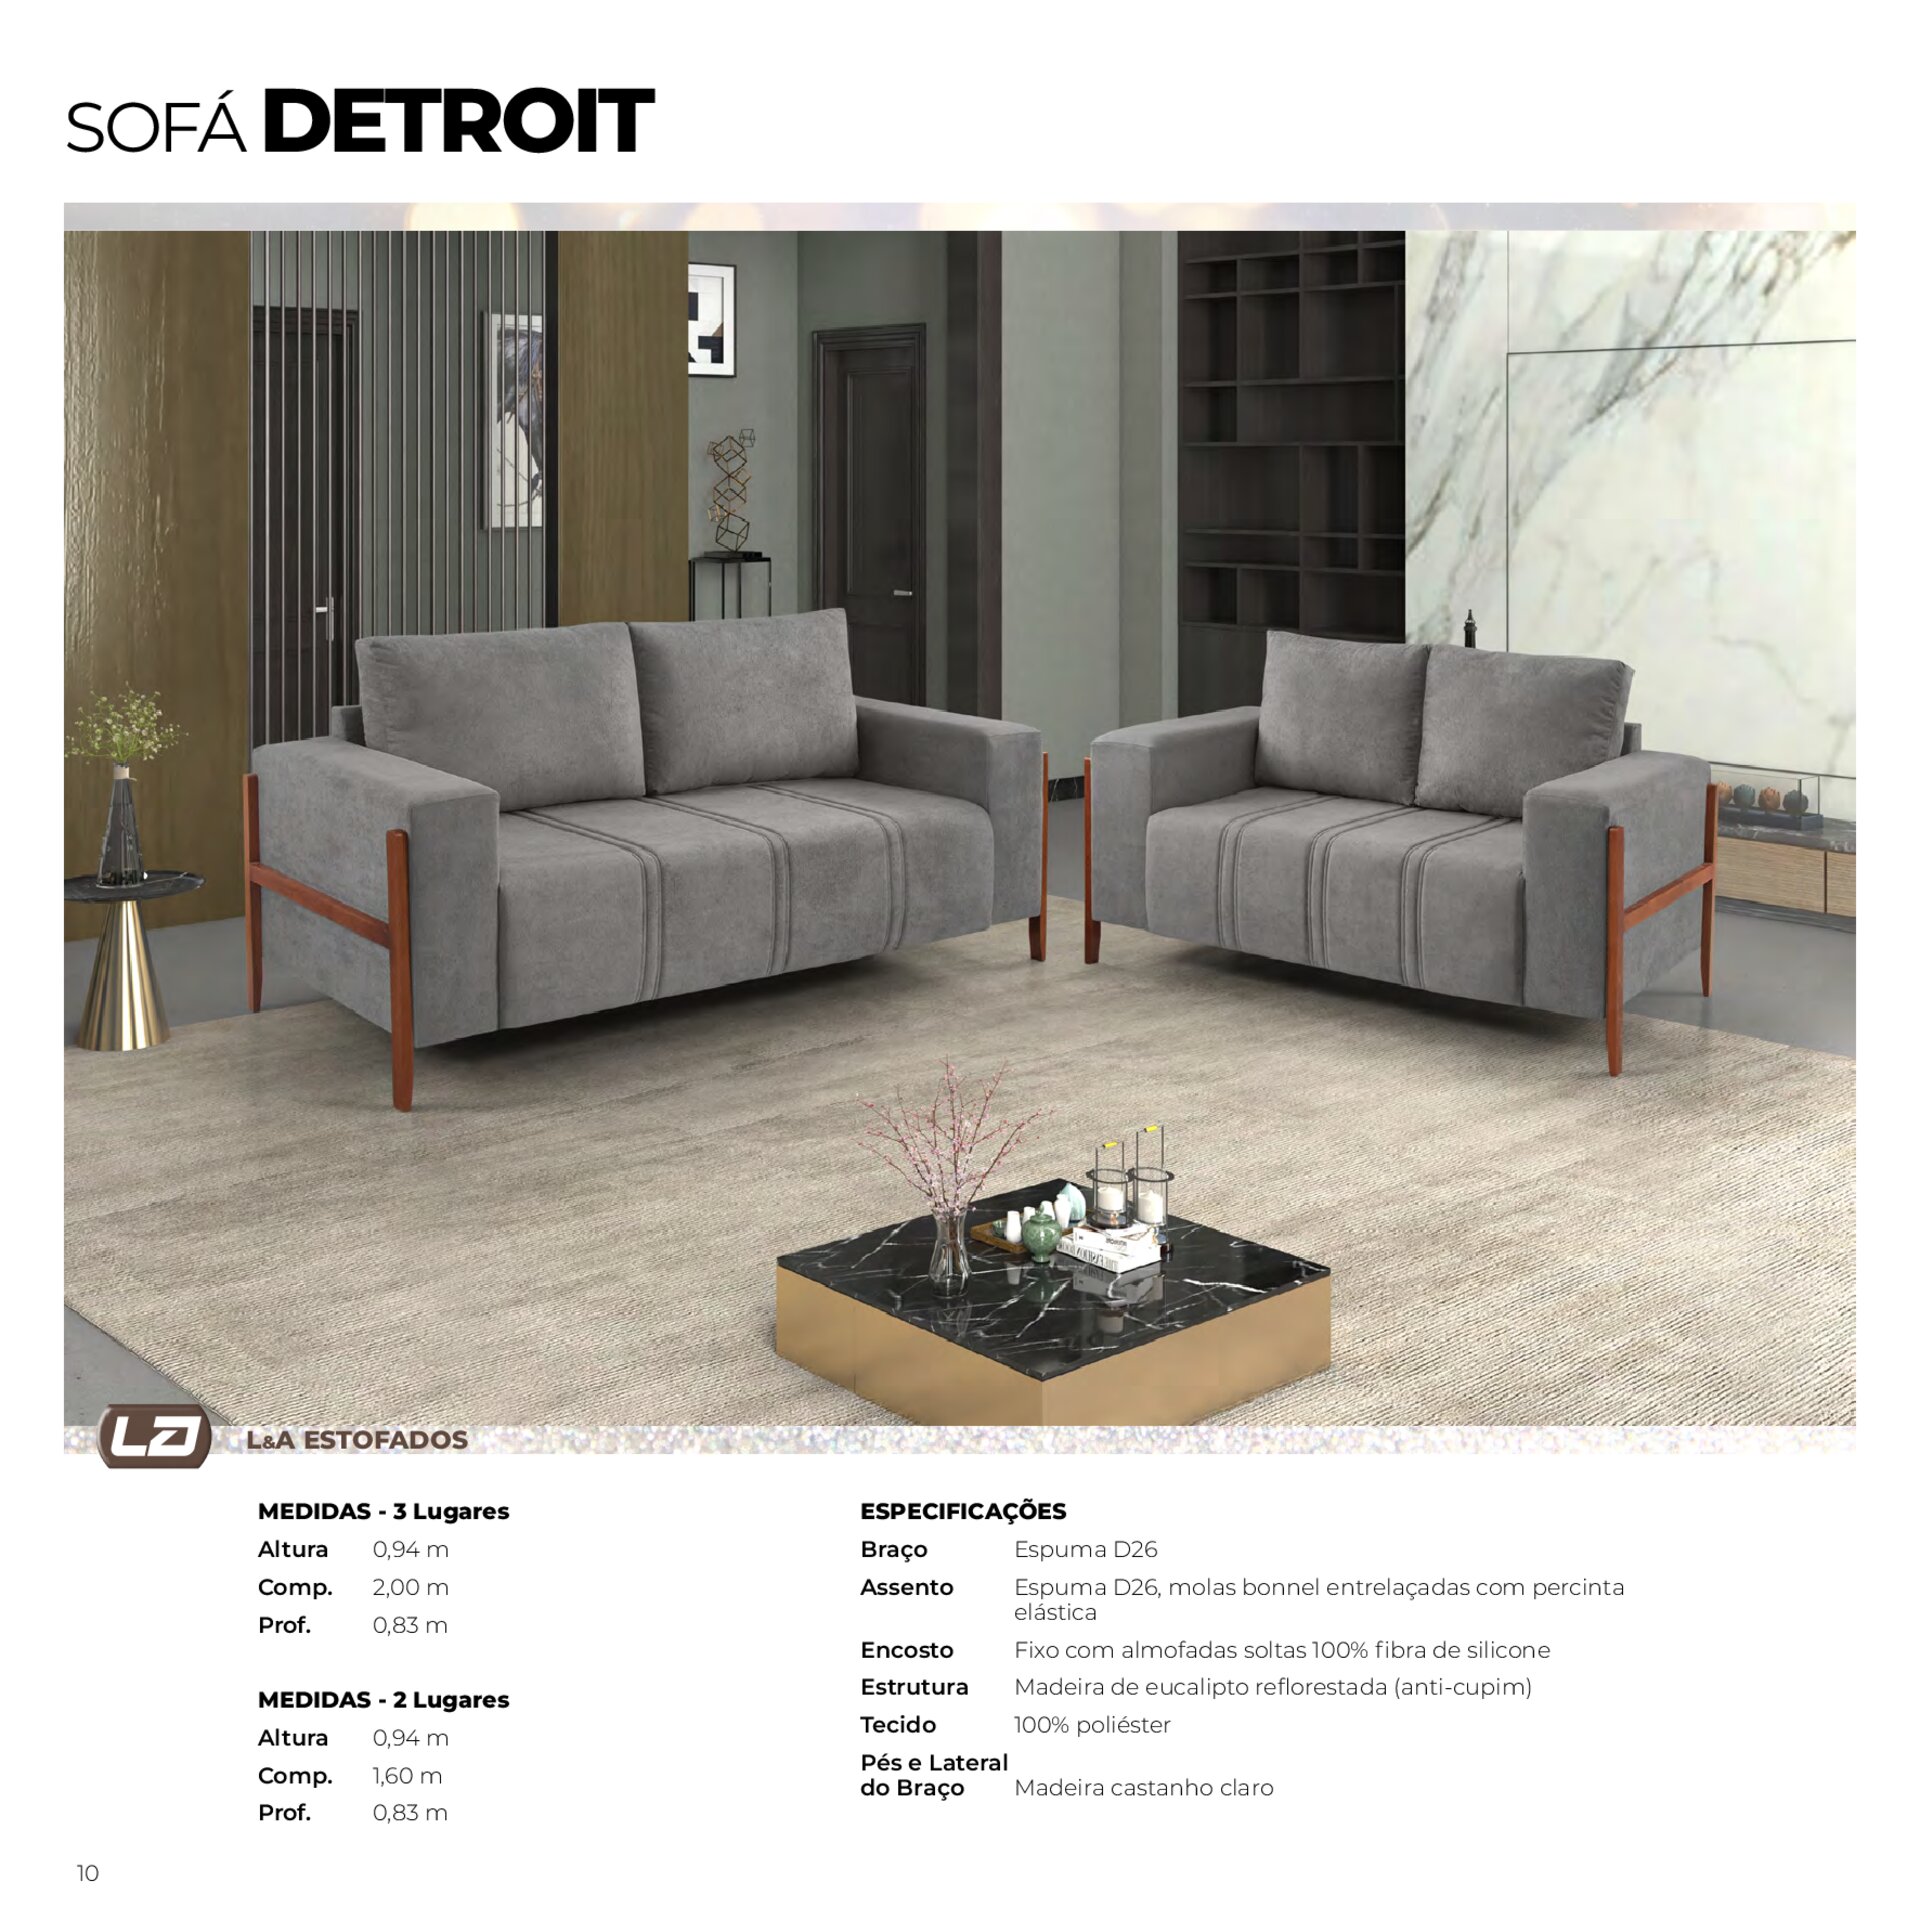 SOFÁ DETROIT
LA
L&A ESTOFADOS
MEDIDAS - 3 Lugares
Altura 0,94 m
Comp. 2,00 m
Prof. 0,83 m
MEDIDAS - 2 Lugares
Altura 0,94 m
Comp. 1,60 m
Prof. 0,83 m
ESPECIFICAÇÕES
Braço Espuma D26
Assento Espuma D26, molas bonnel entrelaçadas com percinta
elástica
Encosto Fixo com almofadas soltas 100% fibra de silicone
Estrutura Madeira de eucalipto reflorestada (anti-cupim)
Tecido 100% poliéster
Pés e Lateral
do Braço Madeira castanho claro
10